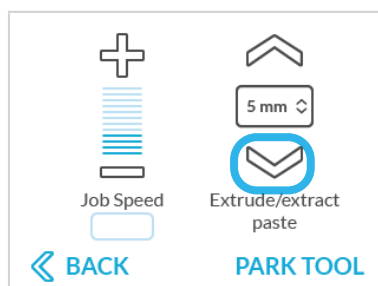 5 mm
Job Speed
Extrude/extract
paste
BACK
PARK TOOL